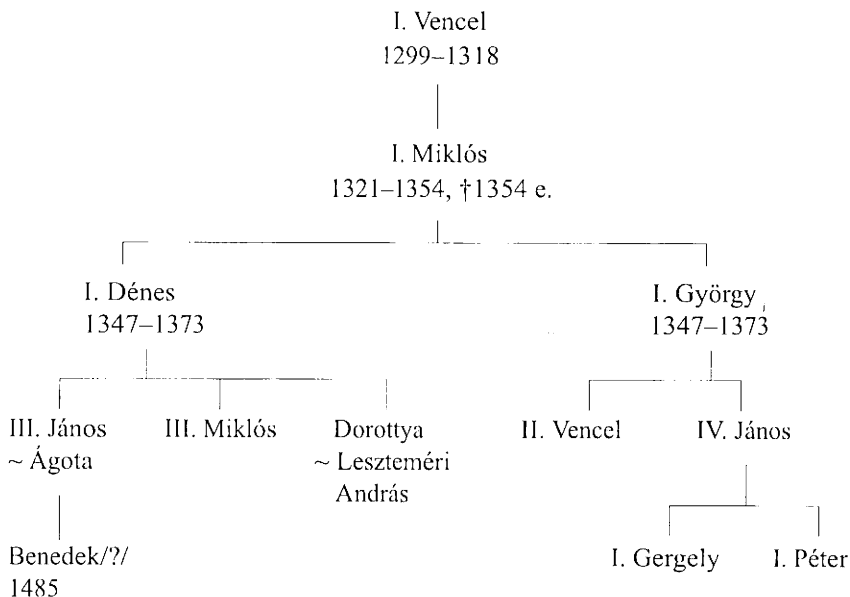 I. Vencel
1299–1318
I. Miklós
1321–1354, †1354 e.
I. Dénes
1347–1373
I. György
1347–1373
III. János
~ Ágota
III. Miklós
Dorottya
~ Leszteméri
András
II. Vencel
IV. János
Benedek/?/
1485
I. Gergely
I. Péter